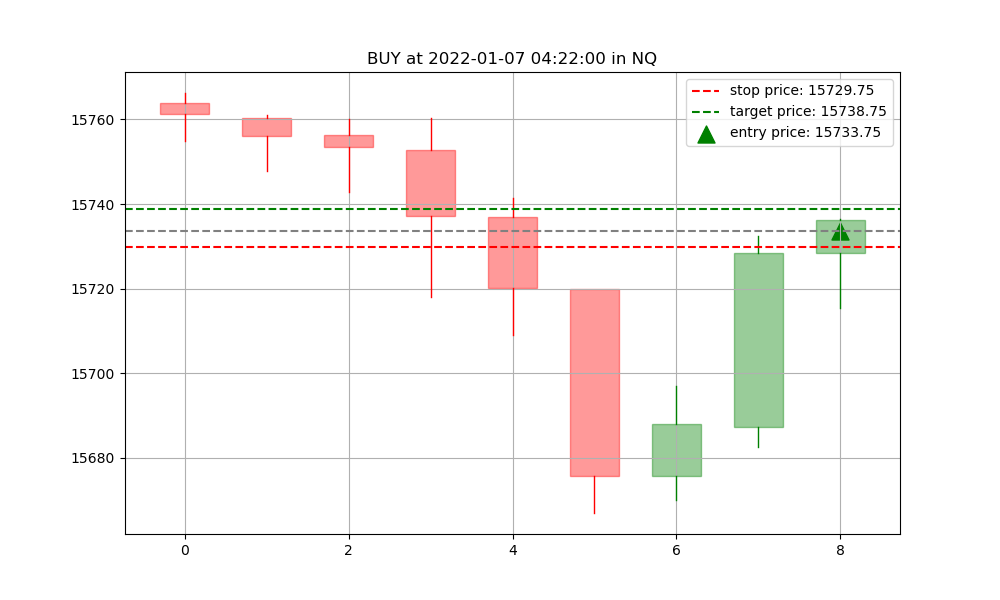 BUY at 2022-01-07 04:22:00 in NQ
stop price: 15729.75
target price: 15738.75
entry price: 15733.75
15760
15740
15720
15700
15680
0 2 4 6 8